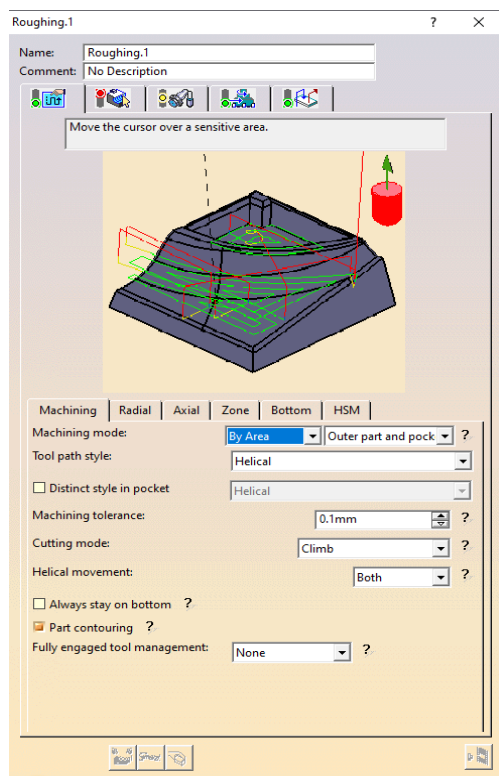 Roughing.1 ?
Name: Roughing.1
Comment: No Description
Move the cursor over a sensitive area.
Machining Radial Axial Zone Bottom HSM
Machining mode: By Area Outer part and pock ?
Tool path style: Helical
Distinct style in pocket Helical
Machining tolerance: 0.1mm ?
Cutting mode: Climb ?
Helical movement: Both ?
Always stay on bottom ?
Part contouring ?
Fully engaged tool management: None ?